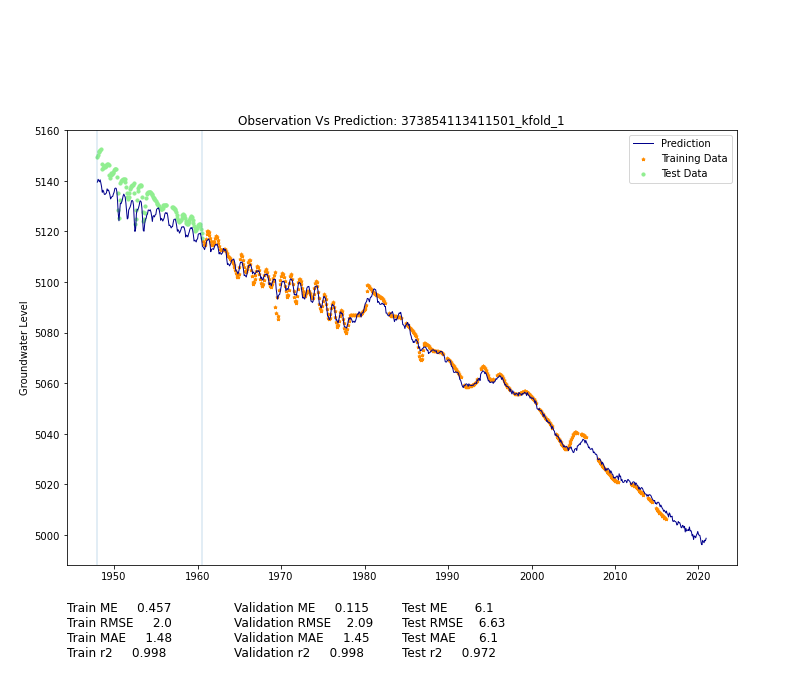 Observation Vs Prediction: 373854113411501_kfold_1
Prediction
Training Data
Test Data
Groundwater Level
5160
5140
5120
5100
5080
5060
5040
5020
5000
1950 1960 1970 1980 1990 2000 2010 2020
Train ME 0.457 Validation ME 0.115 Test ME 6.1
Train RMSE 2.0 Validation RMSE 2.09 Test RMSE 6.63
Train MAE 1.48 Validation MAE 1.45 Test MAE 6.1
Train r2 0.998 Validation r2 0.998 Test r2 0.972